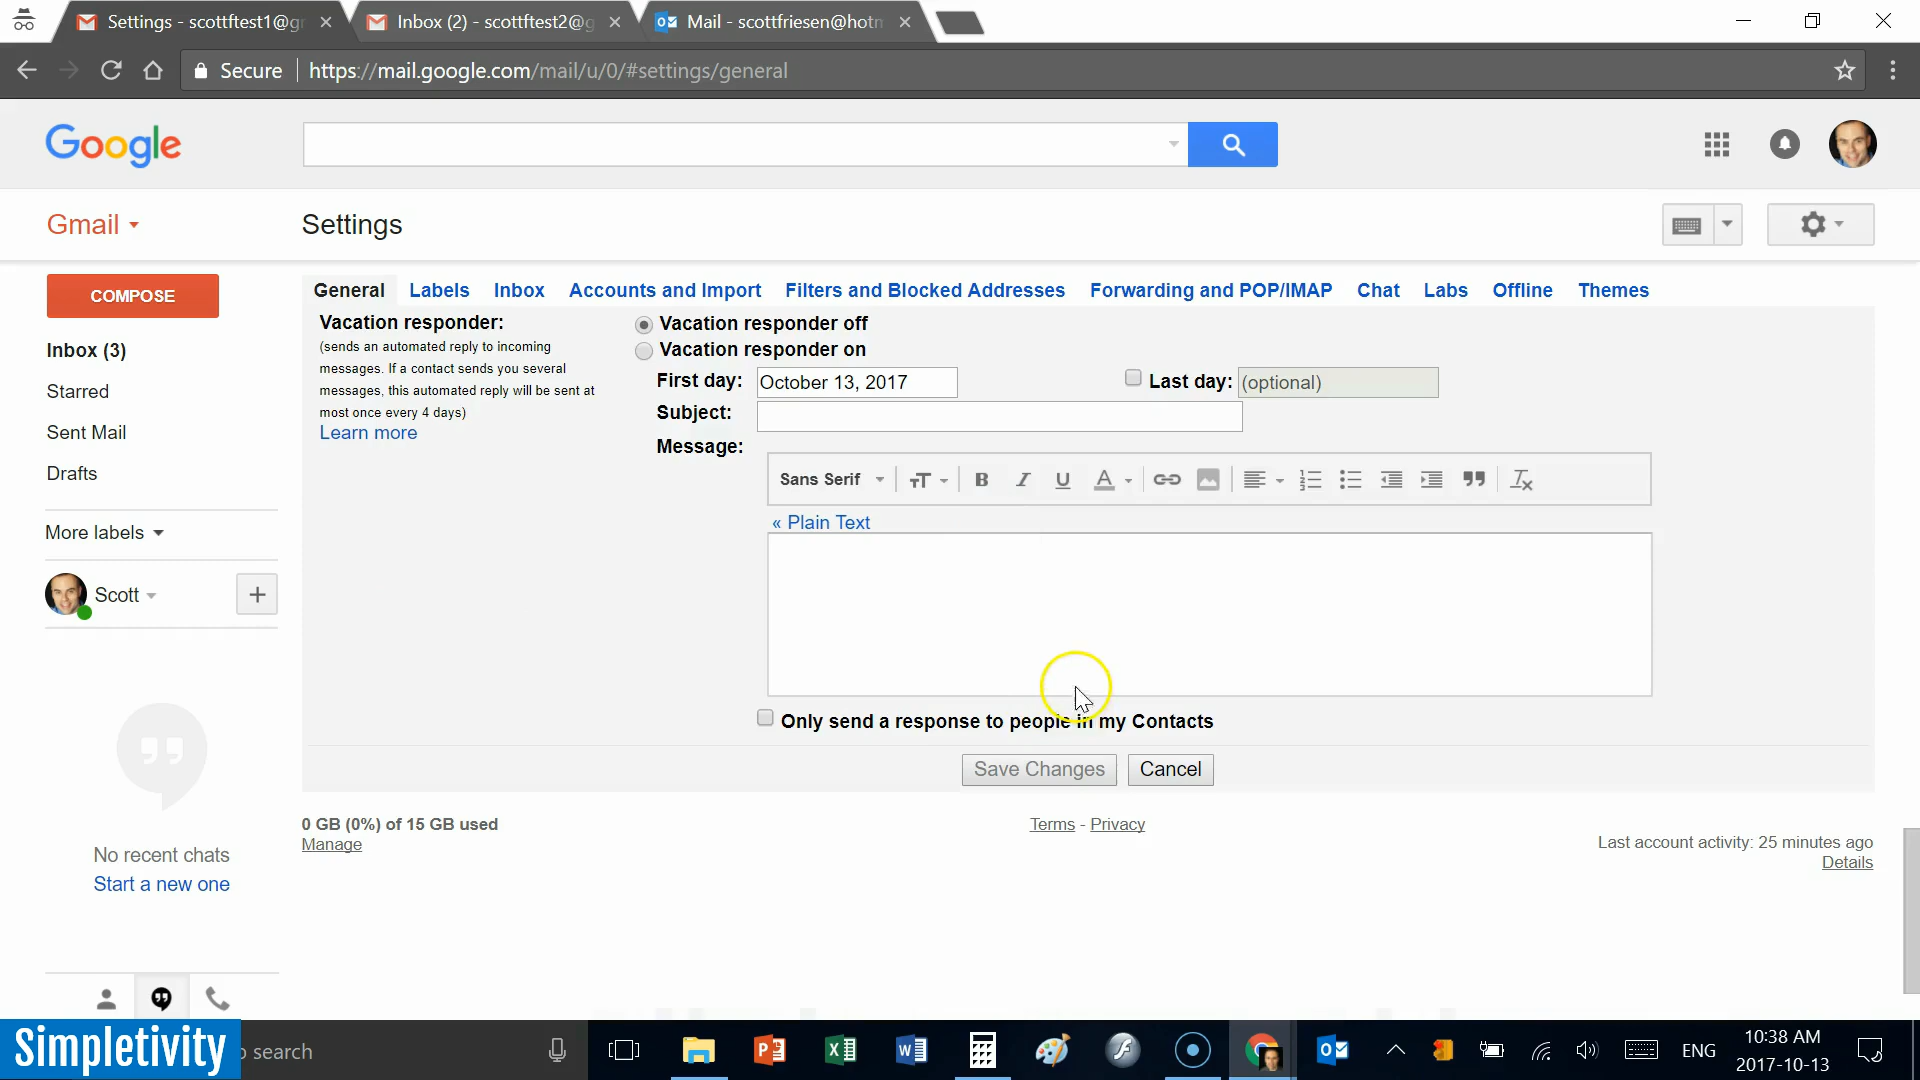 Settings - scottftest1@gr
Inbox (2) - scottftest2@g
Mail - scottfriesen@hotm
Secure
https://mail.google.com/mail/u/0/#settings/general
Google
Gmail
Settings
COMPOSE
Inbox (3)
Starred
Sent Mail
Drafts
More labels
Scott
No recent chats
Start a new one
General Labels Inbox Accounts and Import Filters and Blocked Addresses Forwarding and POP/IMAP Chat Labs Offline Themes
Vacation responder:
(sends an automated reply to incoming
messages. If a contact sends you several
messages, this automated reply will be sent at
most once every 4 days)
Learn more
Vacation responder off
Vacation responder on
First day: October 13, 2017 Last day: (optional)
Subject:
Message:
Sans Serif
« Plain Text
Only send a response to people in my Contacts
Save Changes Cancel
0 GB (0%) of 15 GB used
Manage
Terms - Privacy
Last account activity: 25 minutes ago
Details
Simpletivity
search
ENG
10:38 AM
2017-10-13